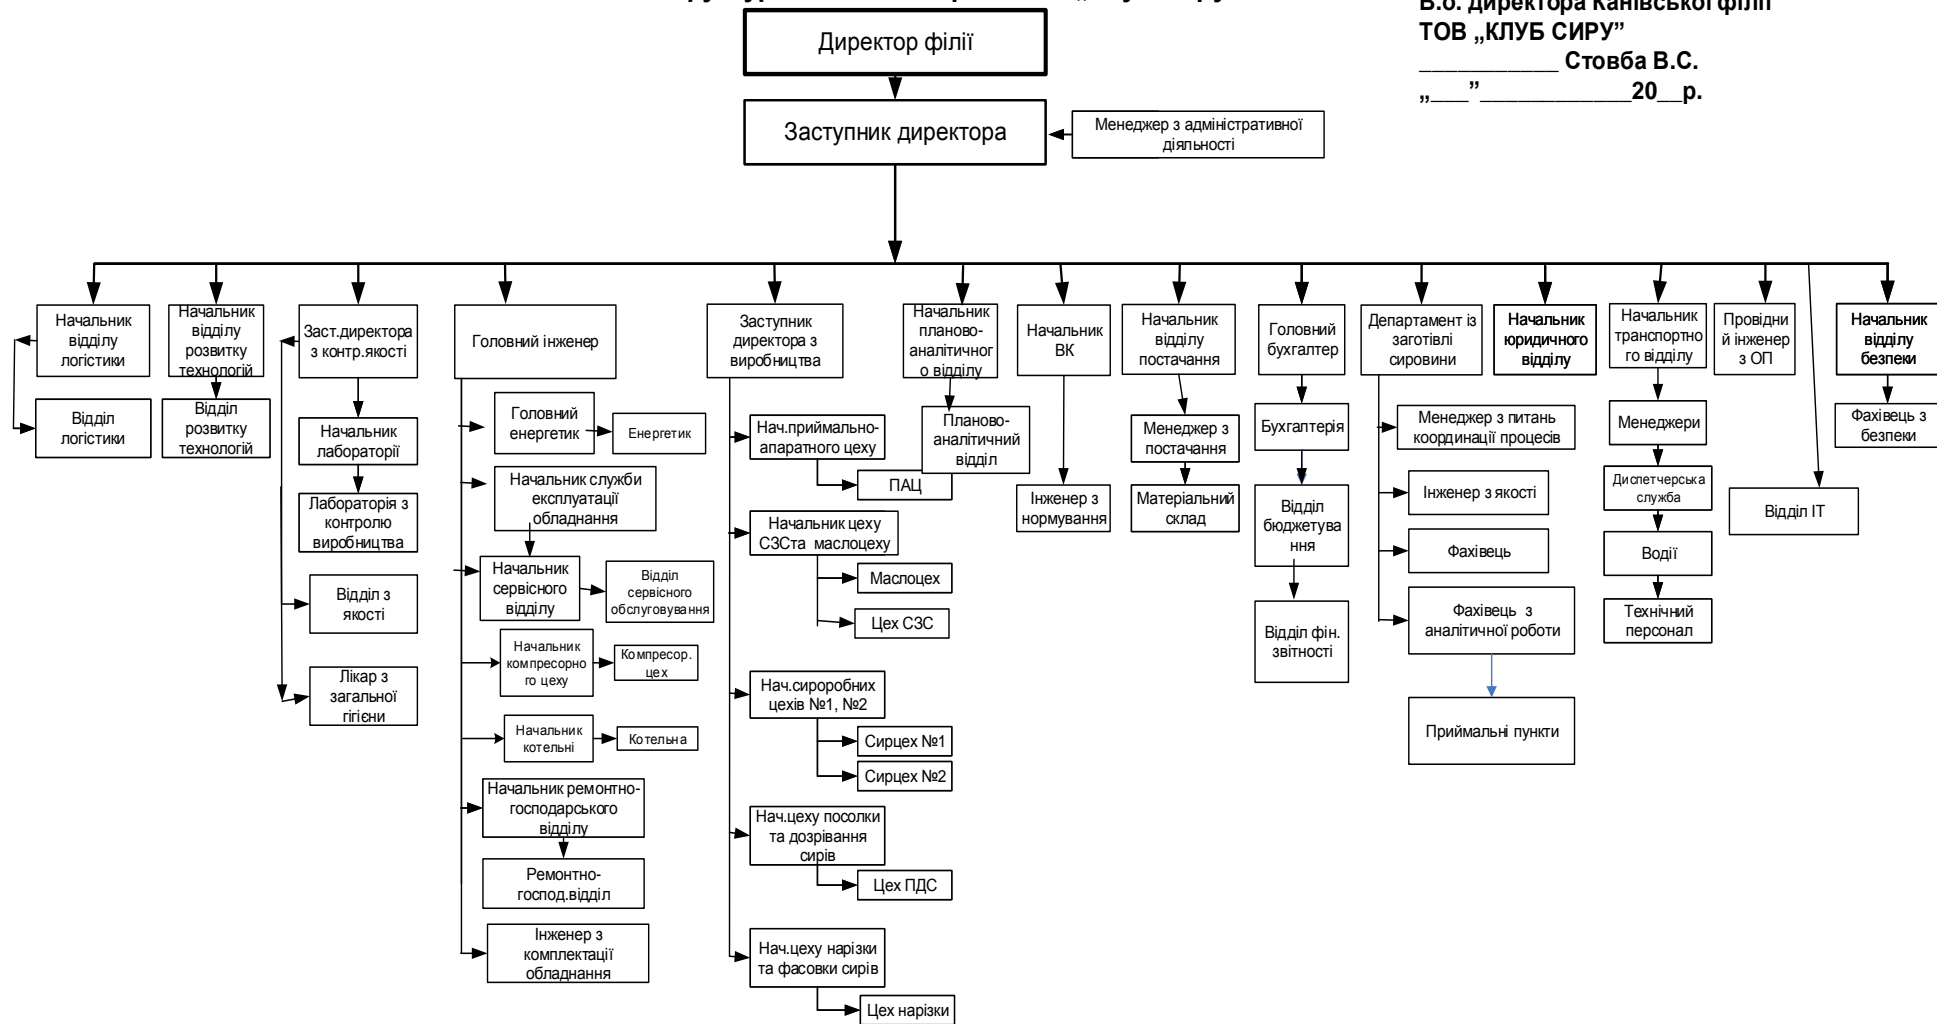 В.о. директора Канівської філії
ТОВ „КЛУБ СИРУ”
___________ Стовба В.С.
„___”____________20__р.
Директор філії
Заступник директора
Менеджер з адміністративної
діяльності
Начальник
відділу
логістики
Відділ
логістики
Начальник
відділу
розвитку
технологій
Відділ
розвитку
технологій
Заст.директора
з контр.якості
Начальник
лабораторії
Лабораторія з
контролю
виробництва
Відділ з
якості
Лікар з
загальної
гігієни
Головний інженер
Головний
енергетик
Енергетик
Начальник служби
експлуатації
обладнання
Начальник
сервісного
відділу
Відділ
сервісного
обслуговування
Начальник
компресорно
го цеху
Компресор.
цех
Начальник
котельні
Котельна
Начальник ремонтно-
господарського
відділу
Ремонтно-
господ.відділ
Інженер з
комплектації
обладнання
Заступник
директора з
виробництва
Нач.приймально-
апаратного цеху
ПАЦ
Начальник цеху
СЗСта маслоцеху
Маслоцех
Цех СЗС
Нач.сироробних
цехів №1, №2
Сирцех №1
Сирцех №2
Нач.цеху посолки
та дозрівання
сирів
Цех ПДС
Нач.цеху нарізки
та фасовки сирів
Цех нарізки
Начальник
планово-
аналітичног
о відділу
Планово-
аналітичний
відділ
Начальник
ВК
Інженер з
нормування
Начальник
відділу
постачання
Менеджер з
постачання
Матеріальний
склад
Головний
бухгалтер
Бухгалтерія
Відділ
бюджетува
ння
Відділ фін.
звітності
Департамент із
заготівлі
сировини
Менеджер з питань
координації процесів
Інженер з якості
Фахівець
Фахівець з
аналітичної роботи
Приймальні пункти
Начальник
юридичного
відділу
Начальник
транспортно
го відділу
Менеджери
Диспетчерська
служба
Водії
Технічний
персонал
Провідни
й інженер
з ОП
Відділ ІТ
Начальник
відділу
безпеки
Фахівець з
безпеки